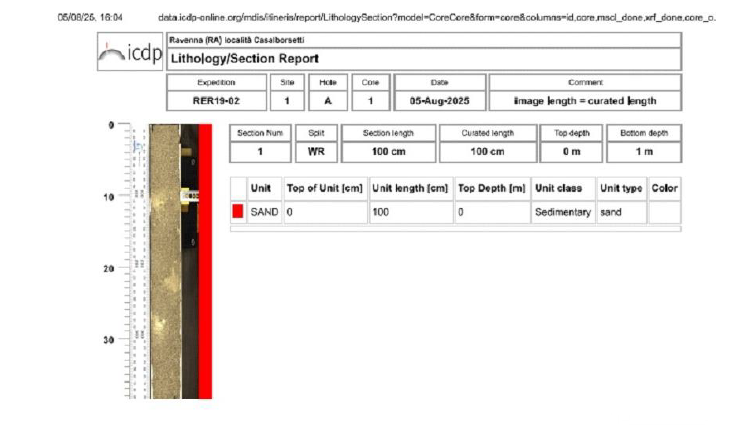 05/08/25, 16:04 data.icdp-online.org/mdis/itineris/report/LithologySection?model=CoreCore&form=core&columns=id,core,mscl_done,xrf_done,core_o.
icdp
Ravenna (RA) località Casalborsetti
Lithology/Section Report
Expedition Site Hole Core Date Comment
RER19-02 1 A 1 05-Aug-2025 image length = curated length
Section Num Split Section length Curated length Top depth Bottom depth
1 WR 100 cm 100 cm 0 m 1 m
Unit Top of Unit [cm] Unit length [cm] Top Depth [m] Unit class Unit type Color
SAND 0 100 0 Sedimentary sand
0
10
20
30